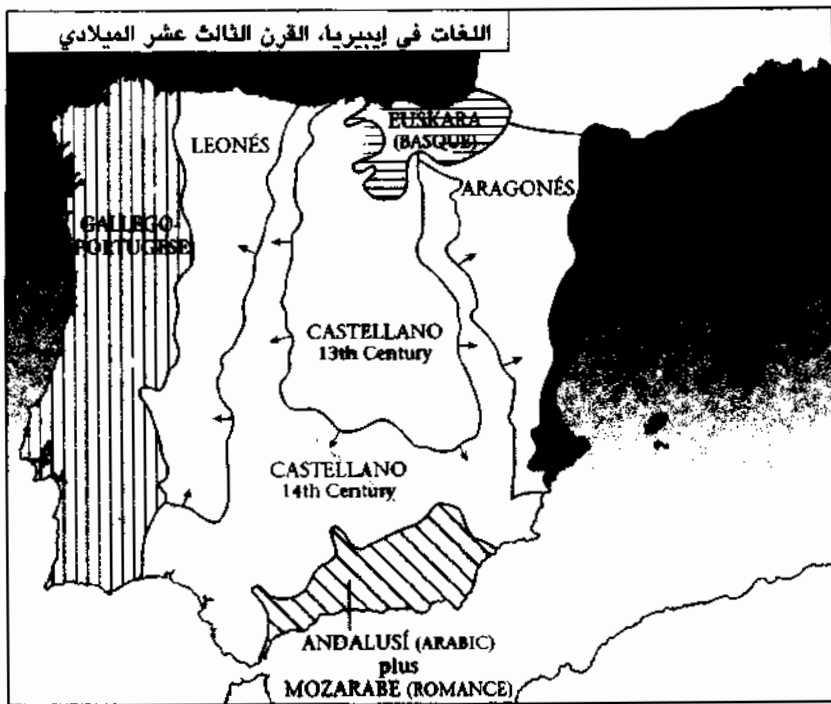 اللغات في إيبيريا، القرن الثالث عشر الميلادي
EUSKARA
(BASQUE)
LEONÉS
ARAGONÉS
GALLEGO-
PORTUGESE
CASTELLANO
13th Century
CASTELLANO
14th Century
ANDALUSÍ (ARABIC)
plus
MOZARABE (ROMANCE)